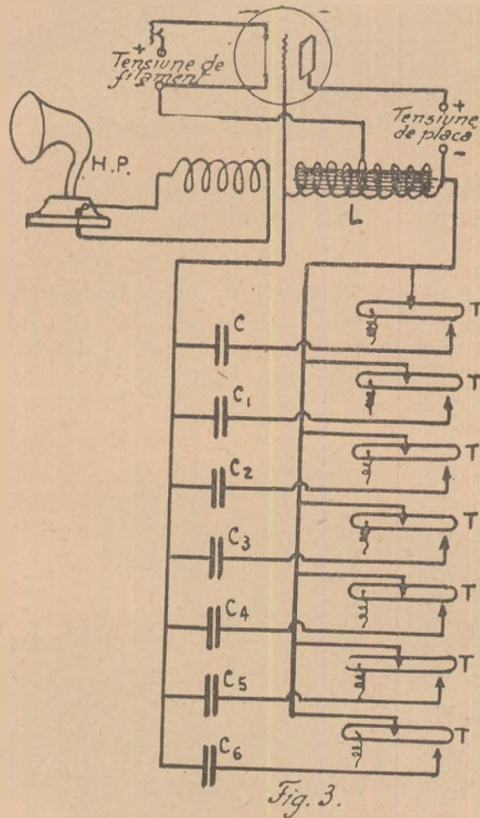 Tensiune de
filament
Tensiune
de placa
+
-
+
-
-
H.P.
L
T
C
T
C1
T
C2
T
C3
T
C4
T
C5
T
C6
Fig. 3.